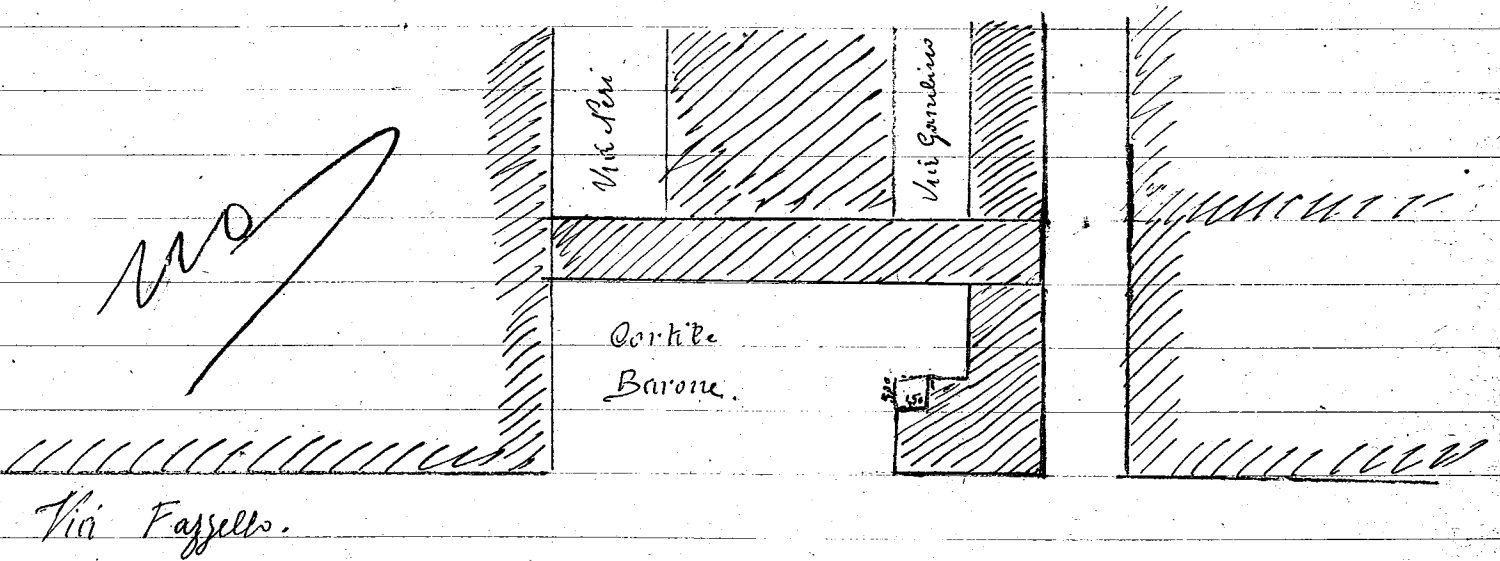 Via Neri
Via Gambino
Cortile
Barone.
Via Fazzello.